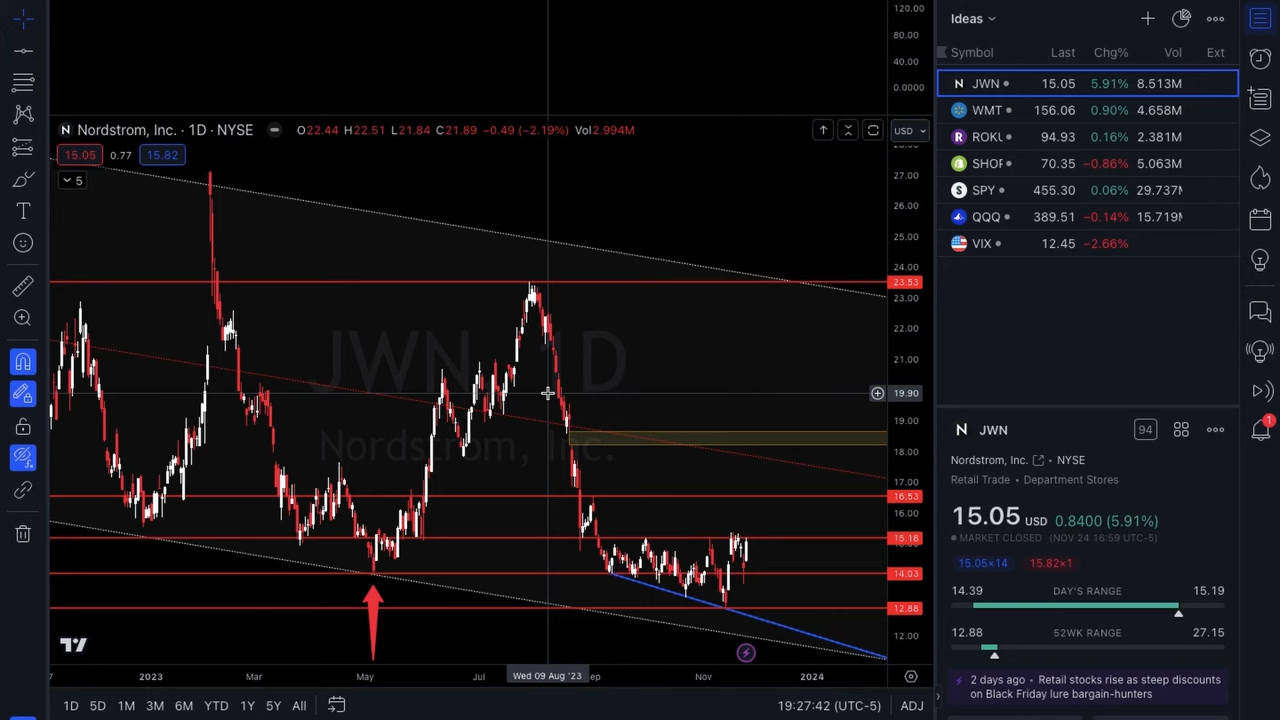 120.00
80.00
40.00
0.0000
Nordstrom, Inc. · 1D · NYSE O22.44 H22.51 L21.84 C21.89 −0.49 (−2.19%) Vol2.994M
USD
15.05 0.77 15.82
5
27.00
26.00
25.00
24.00
23.53
23.00
22.00
21.00
19.90
19.00
18.00
17.00
16.53
16.00
15.18
14.03
12.88
12.00
JWN, 1D
Nordstrom, Inc.
2023 Mar May Jul Wed 09 Aug '23 ep Nov 2024
1D 5D 1M 3M 6M YTD 1Y 5Y All 19:27:42 (UTC-5) ADJ
Ideas
Symbol Last Chg% Vol Ext
N JWN 15.05 5.91% 8.513M
WMT 156.06 0.90% 4.658M
ROKU 94.93 0.16% 2.381M
SHOP 70.35 −0.86% 5.063M
SPY 455.30 0.06% 29.737M
QQQ 389.51 −0.14% 15.719M
VIX 12.45 −2.66%
N JWN 94
Nordstrom, Inc. • NYSE
Retail Trade • Department Stores
15.05 USD 0.8400 (5.91%)
MARKET CLOSED (NOV 24 16:59 UTC-5)
15.05×14 15.82×1
14.39 DAY'S RANGE 15.19
12.88 52WK RANGE 27.15
2 days ago • Retail stocks rise as steep discounts
on Black Friday lure bargain-hunters
1